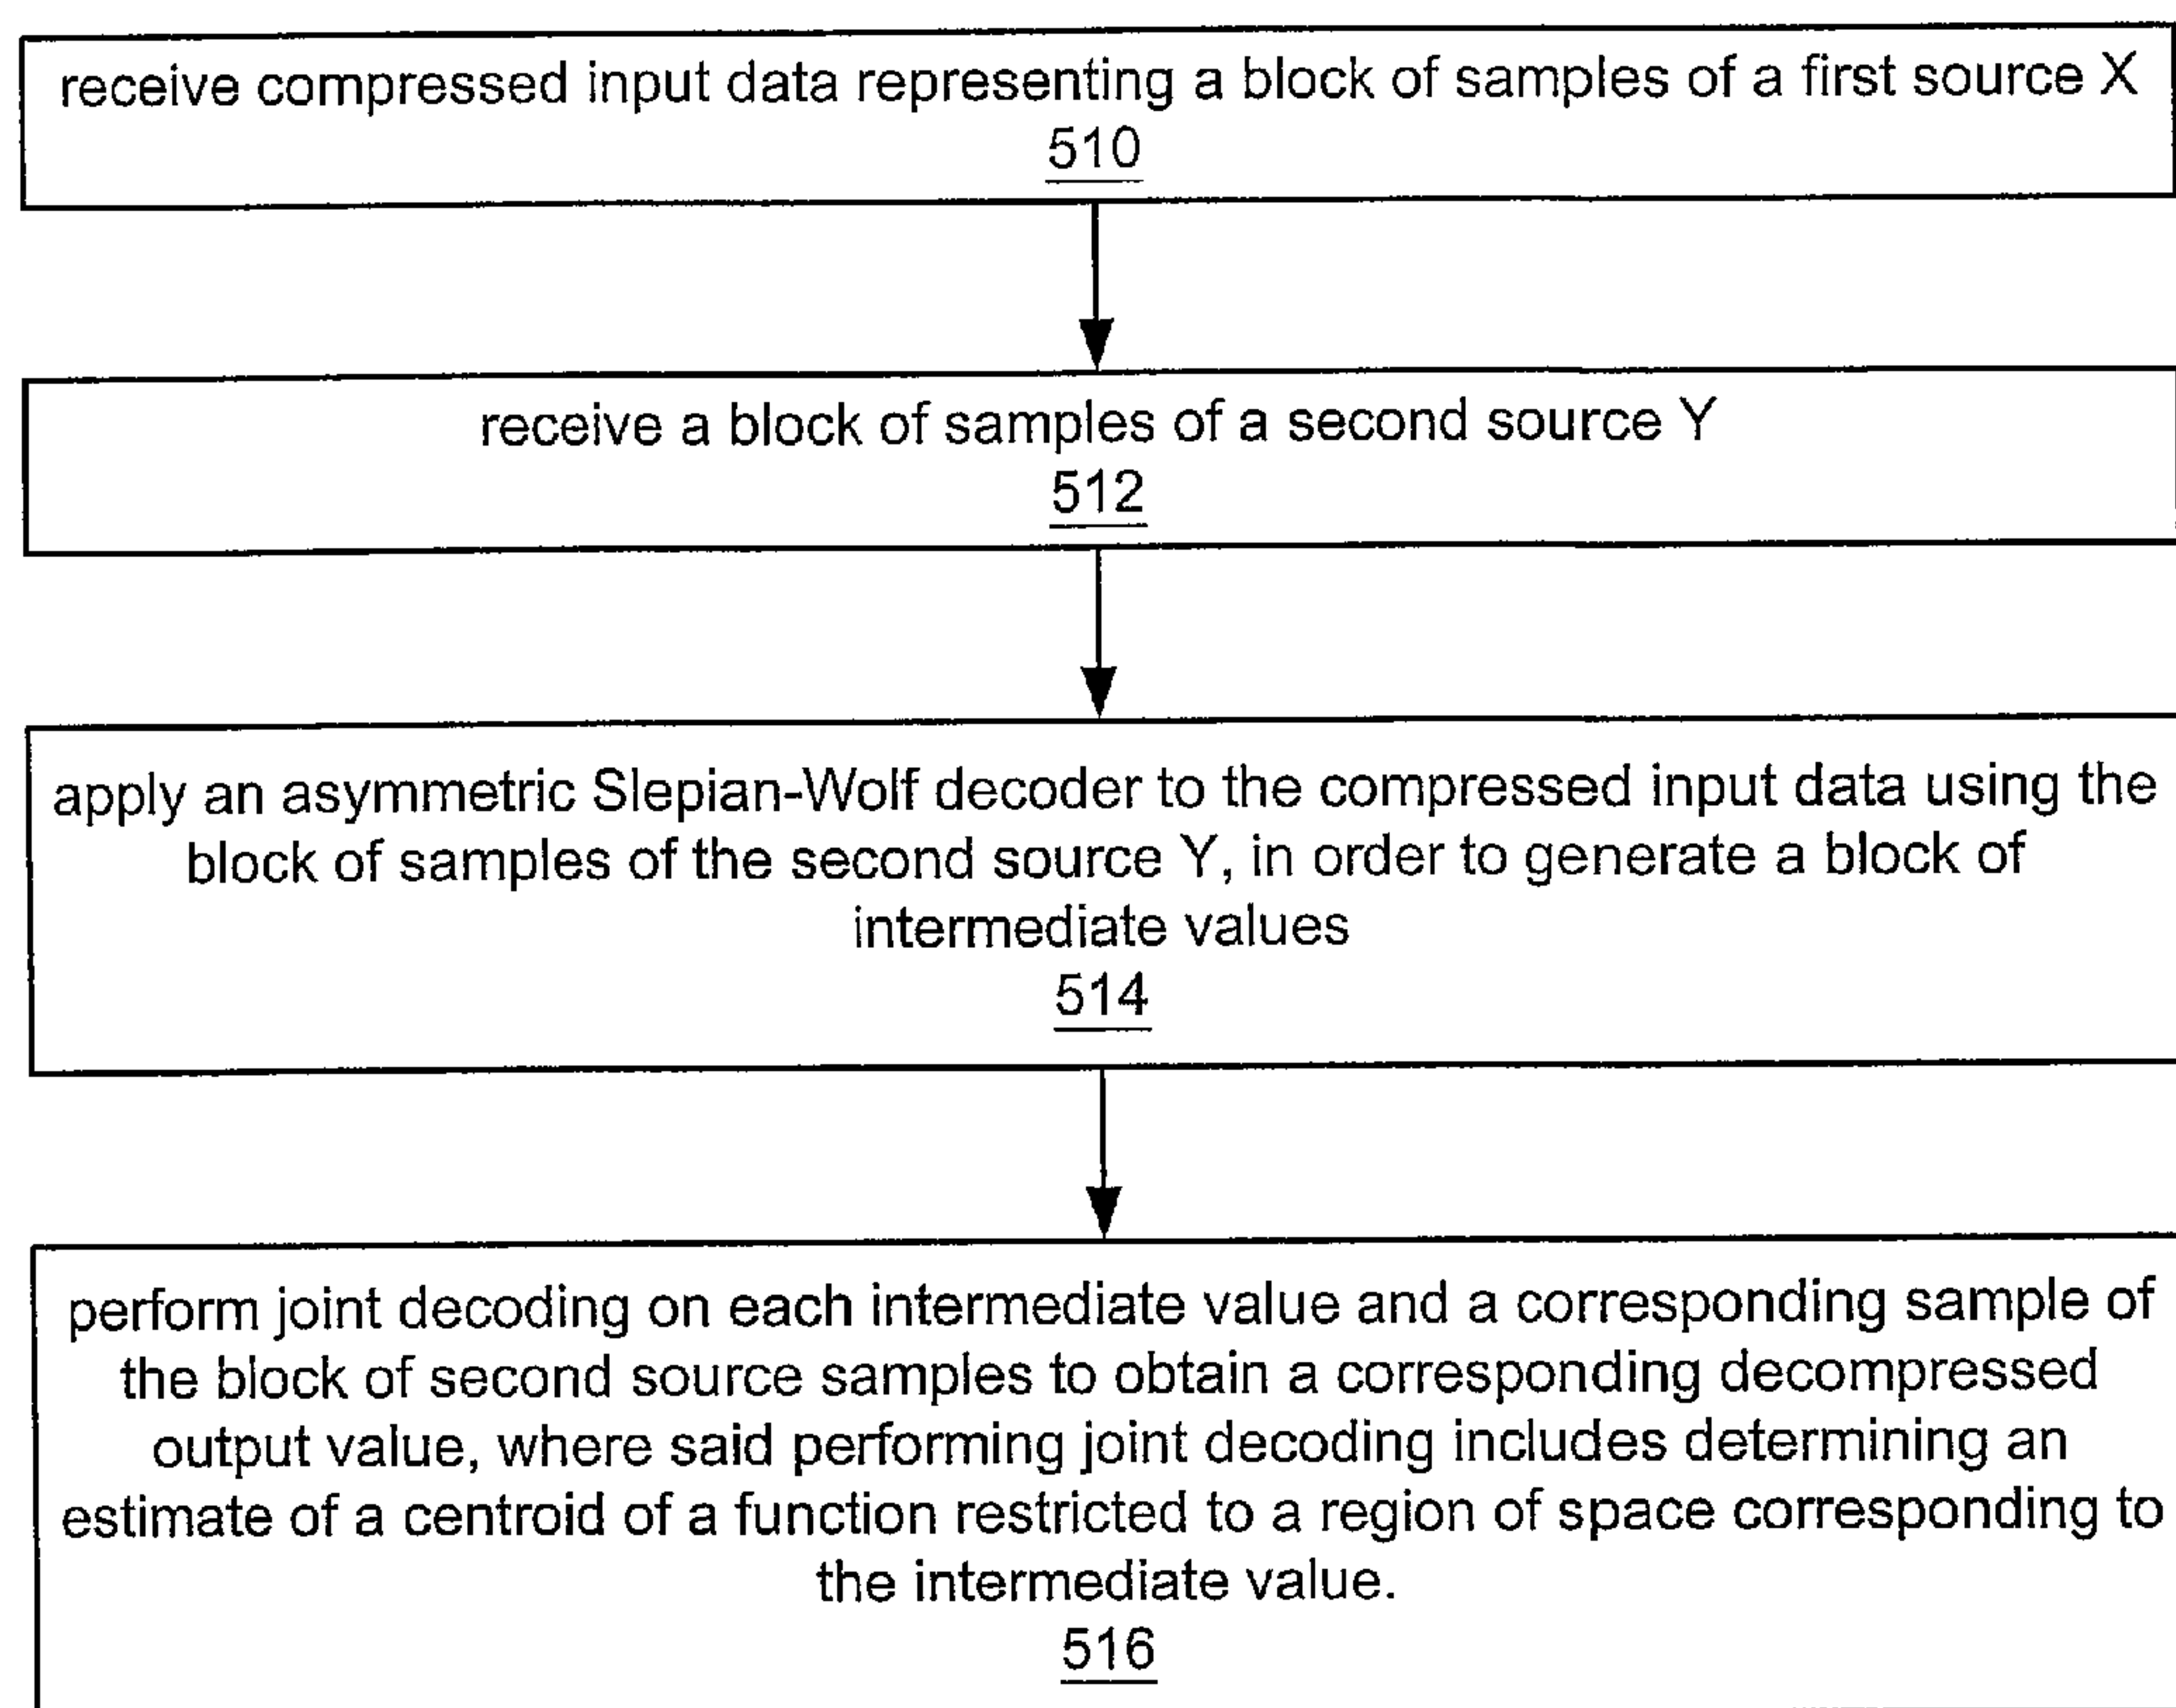 receive compressed input data representing a block of samples of a first source X
510
receive a block of samples of a second source Y
512
apply an asymmetric Slepian-Wolf decoder to the compressed input data using the
block of samples of the second source Y, in order to generate a block of
intermediate values
514
perform joint decoding on each intermediate value and a corresponding sample of
the block of second source samples to obtain a corresponding decompressed
output value, where said performing joint decoding includes determining an
estimate of a centroid of a function restricted to a region of space corresponding to
the intermediate value.
516